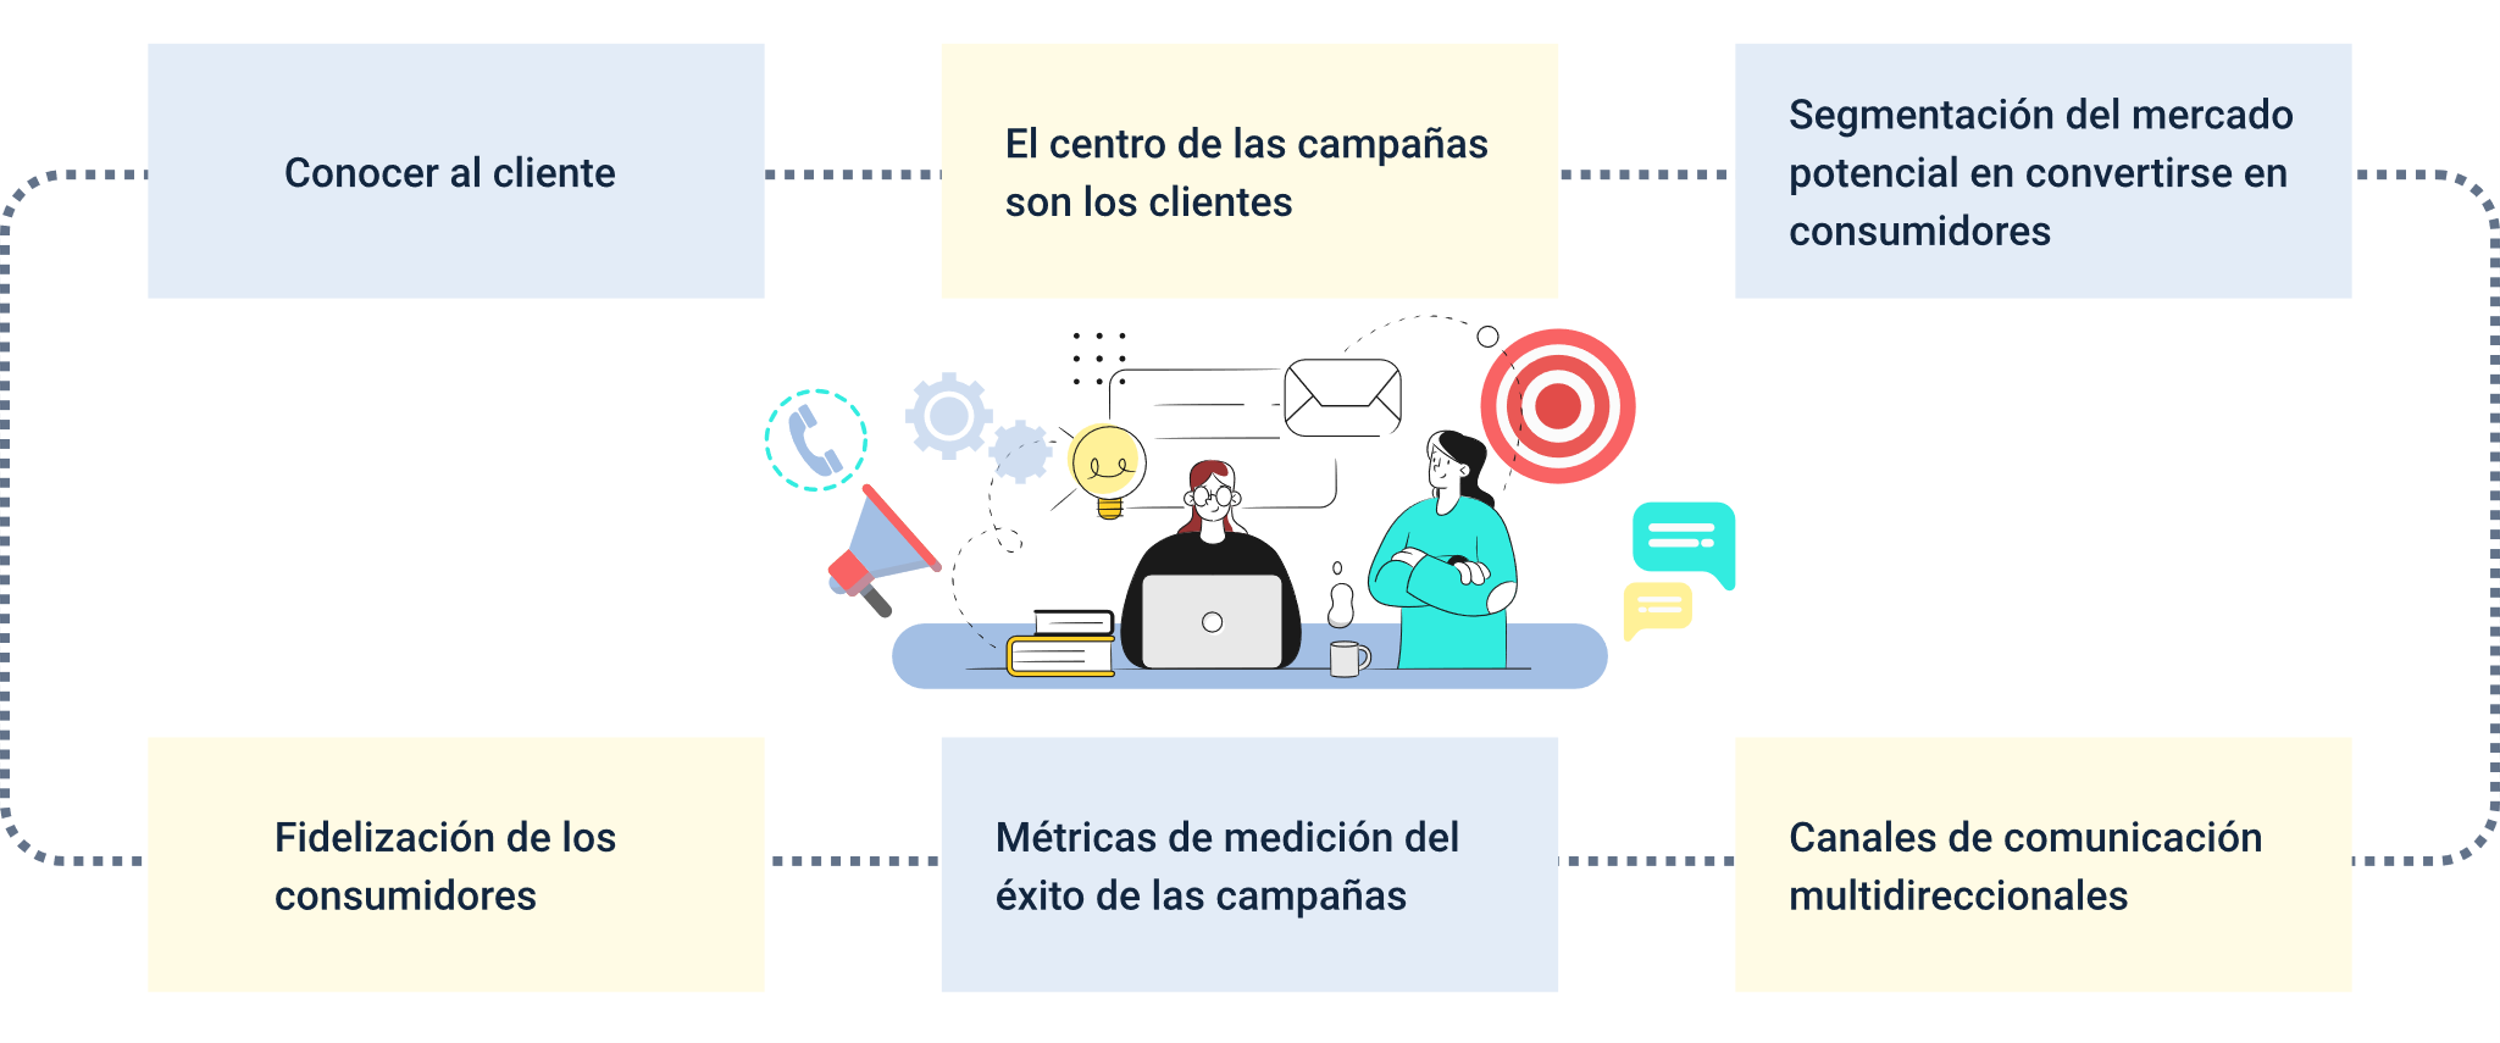 Conocer al cliente
El centro de las campañas
son los clientes
Segmentación del mercado
potencial en convertirse en
consumidores
Fidelización de los
consumidores
Métricas de medición del
éxito de las campañas
Canales de comunicación
multidireccionales